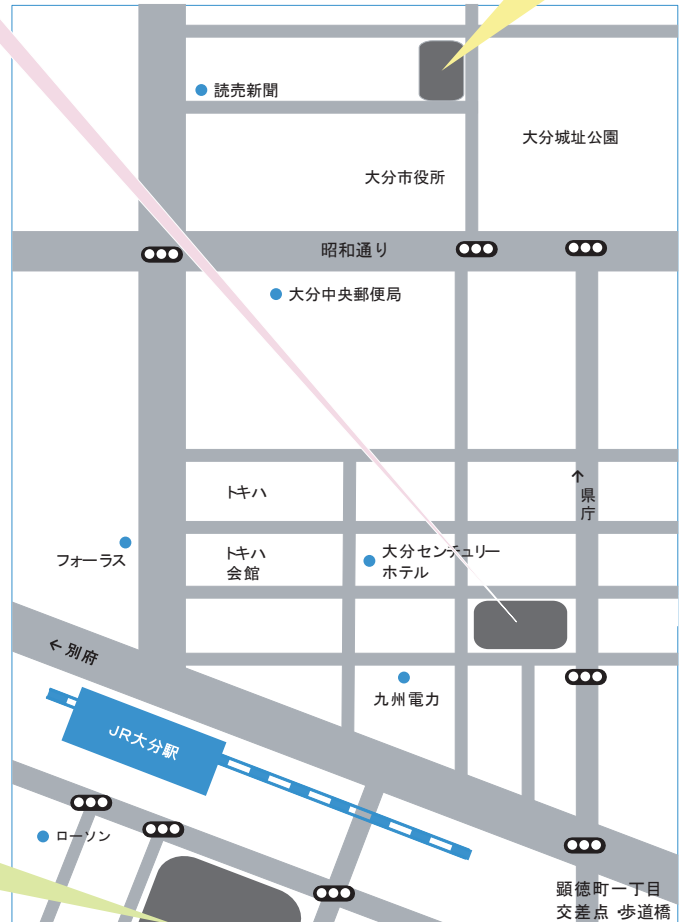 読売新聞
大分城址公園
大分市役所
昭和通り
大分中央郵便局
トキハ
↑
県庁
フォーラス
トキハ
会館
大分センチュリー
ホテル
←別府
九州電力
JR大分駅
ローソン
顕徳町一丁目
交差点 歩道橋